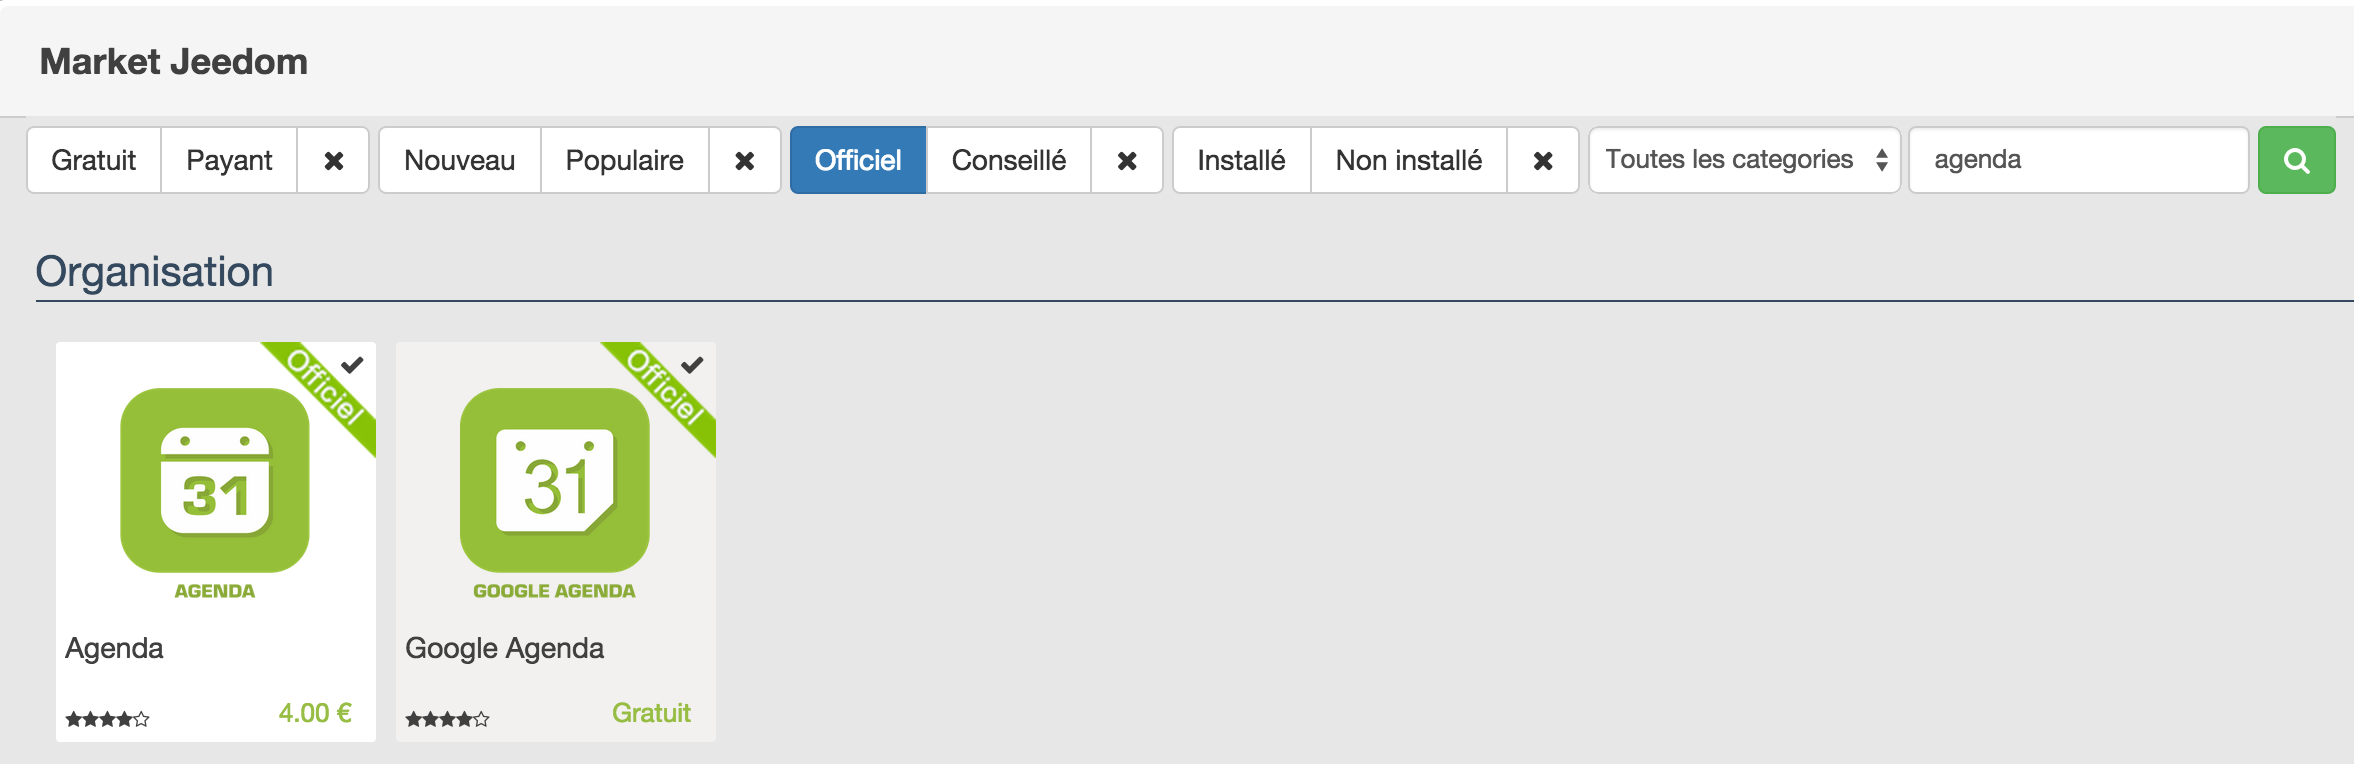 Market Jeedom
Gratuit Payant Nouveau Populaire Officiel Conseillé Installé Non installé Toutes les categories agenda
Organisation
Officiel Officiel
31 31
AGENDA GOOGLE AGENDA
Agenda Google Agenda
4.00 € Gratuit